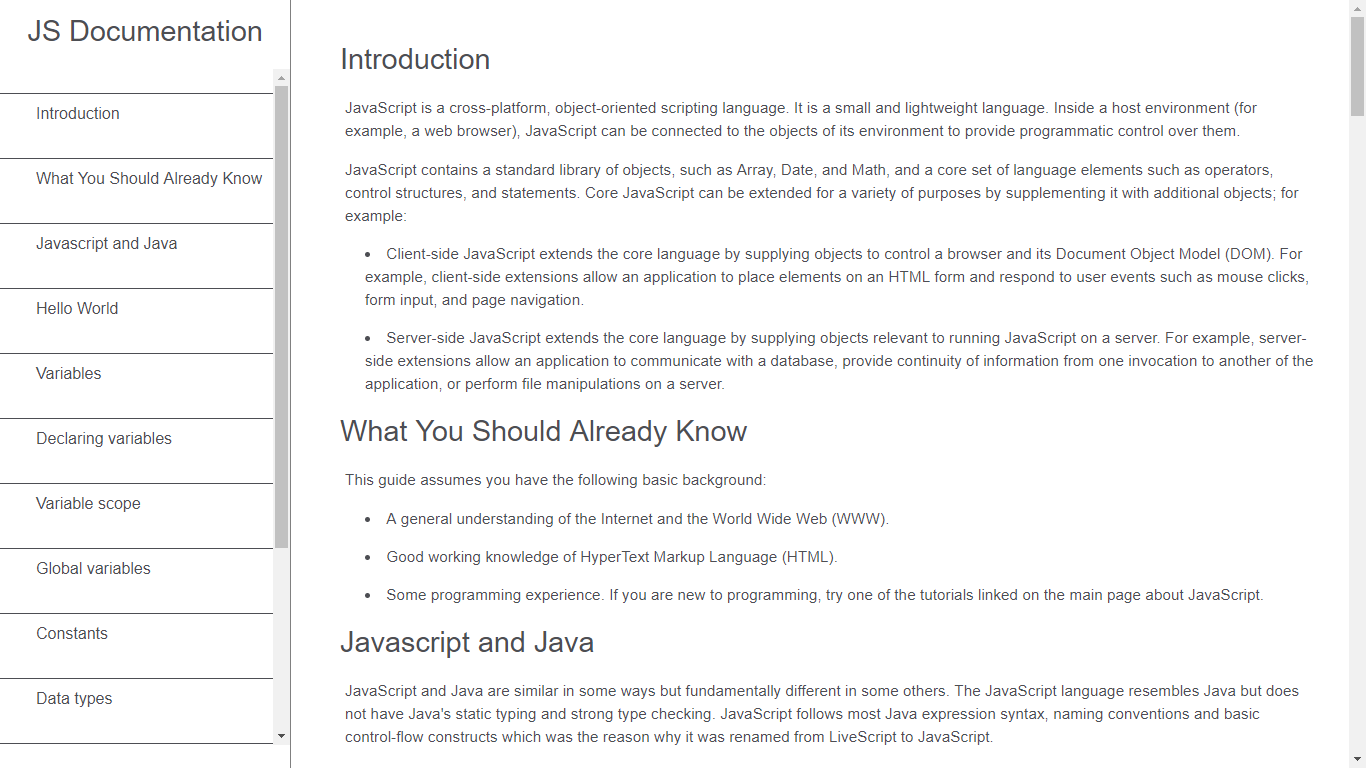 JS Documentation
Introduction
What You Should Already Know
Javascript and Java
Hello World
Variables
Declaring variables
Variable scope
Global variables
Constants
Data types
Introduction
JavaScript is a cross-platform, object-oriented scripting language. It is a small and lightweight language. Inside a host environment (for
example, a web browser), JavaScript can be connected to the objects of its environment to provide programmatic control over them.
JavaScript contains a standard library of objects, such as Array, Date, and Math, and a core set of language elements such as operators,
control structures, and statements. Core JavaScript can be extended for a variety of purposes by supplementing it with additional objects; for
example:
• Client-side JavaScript extends the core language by supplying objects to control a browser and its Document Object Model (DOM). For
example, client-side extensions allow an application to place elements on an HTML form and respond to user events such as mouse clicks,
form input, and page navigation.
• Server-side JavaScript extends the core language by supplying objects relevant to running JavaScript on a server. For example, server-
side extensions allow an application to communicate with a database, provide continuity of information from one invocation to another of the
application, or perform file manipulations on a server.
What You Should Already Know
This guide assumes you have the following basic background:
• A general understanding of the Internet and the World Wide Web (WWW).
• Good working knowledge of HyperText Markup Language (HTML).
• Some programming experience. If you are new to programming, try one of the tutorials linked on the main page about JavaScript.
Javascript and Java
JavaScript and Java are similar in some ways but fundamentally different in some others. The JavaScript language resembles Java but does
not have Java's static typing and strong type checking. JavaScript follows most Java expression syntax, naming conventions and basic
control-flow constructs which was the reason why it was renamed from LiveScript to JavaScript.